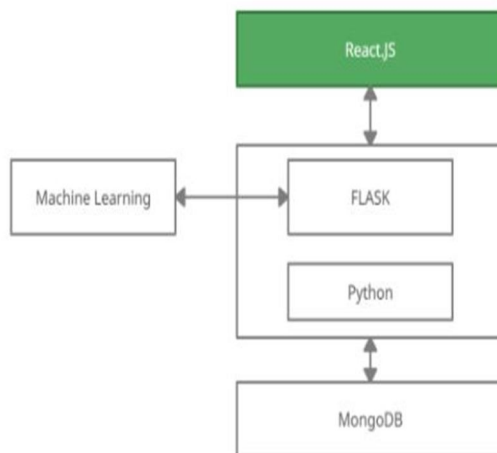 React.JS
Machine Learning
FLASK
Python
MongoDB